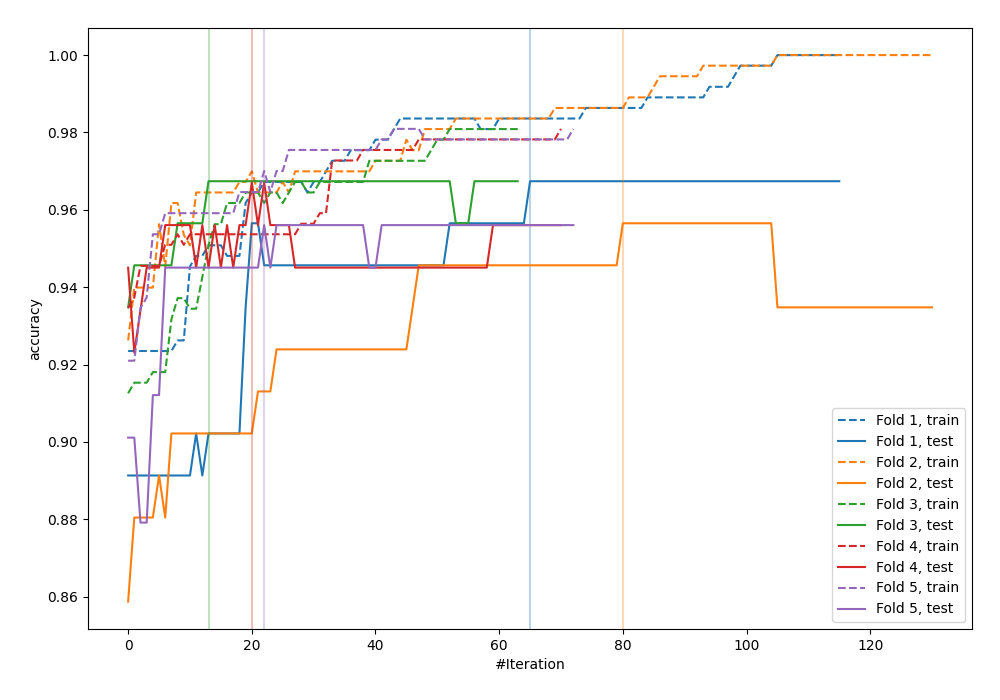 1.00
0.98
0.96
0.94
0.92
0.90
0.88
0.86
accuracy
0
20
40
60
80
100
120
#Iteration
Fold 1, train
Fold 1, test
Fold 2, train
Fold 2, test
Fold 3, train
Fold 3, test
Fold 4, train
Fold 4, test
Fold 5, train
Fold 5, test